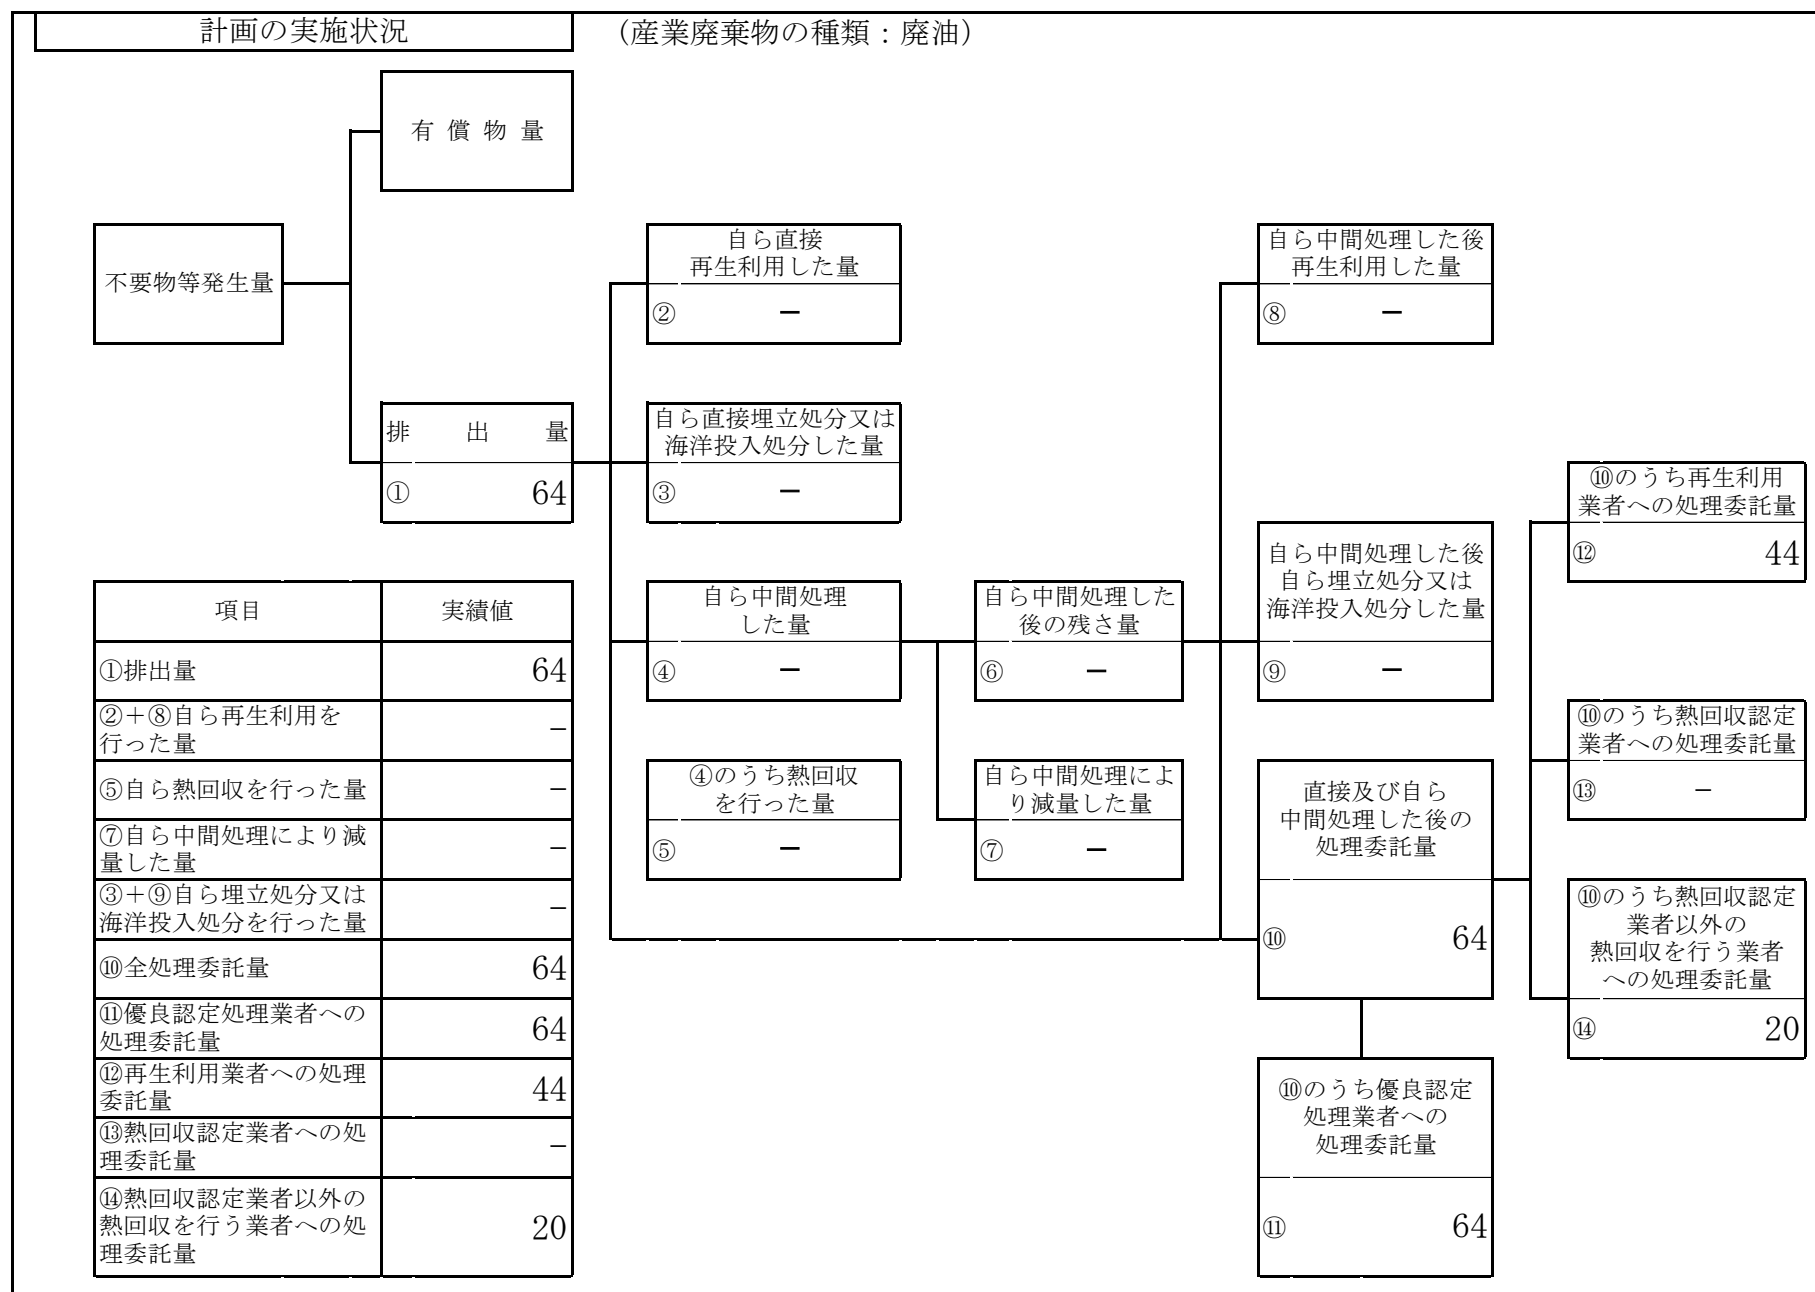 計画の実施状況
(産業廃棄物の種類：廃油)
有 償 物 量
不要物等発生量
自ら直接
再生利用した量
② －
自ら中間処理した後
再生利用した量
⑧ －
排 出 量
① 64
自ら直接埋立処分又は
海洋投入処分した量
③ －
⑩のうち再生利用
業者への処理委託量
⑫ 44
自ら中間処理
した量
④ －
自ら中間処理した
後の残さ量
⑥ －
自ら中間処理した後
自ら埋立処分又は
海洋投入処分した量
⑨ －
⑩のうち熱回収認定
業者への処理委託量
⑬ －
④のうち熱回収
を行った量
⑤ －
自ら中間処理によ
り減量した量
⑦ －
直接及び自ら
中間処理した後の
処理委託量
⑩ 64
⑩のうち熱回収認定
業者以外の
熱回収を行う業者
への処理委託量
⑭ 20
⑩のうち優良認定
処理業者への
処理委託量
⑪ 64
項目 実績値
①排出量 64
②＋⑧自ら再生利用を
行った量 －
⑤自ら熱回収を行った量 －
⑦自ら中間処理により減
量した量 －
③＋⑨自ら埋立処分又は
海洋投入処分を行った量 －
⑩全処理委託量 64
⑪優良認定処理業者への
処理委託量 64
⑫再生利用業者への処理
委託量 44
⑬熱回収認定業者への処
理委託量 －
⑭熱回収認定業者以外の
熱回収を行う業者への処
理委託量 20